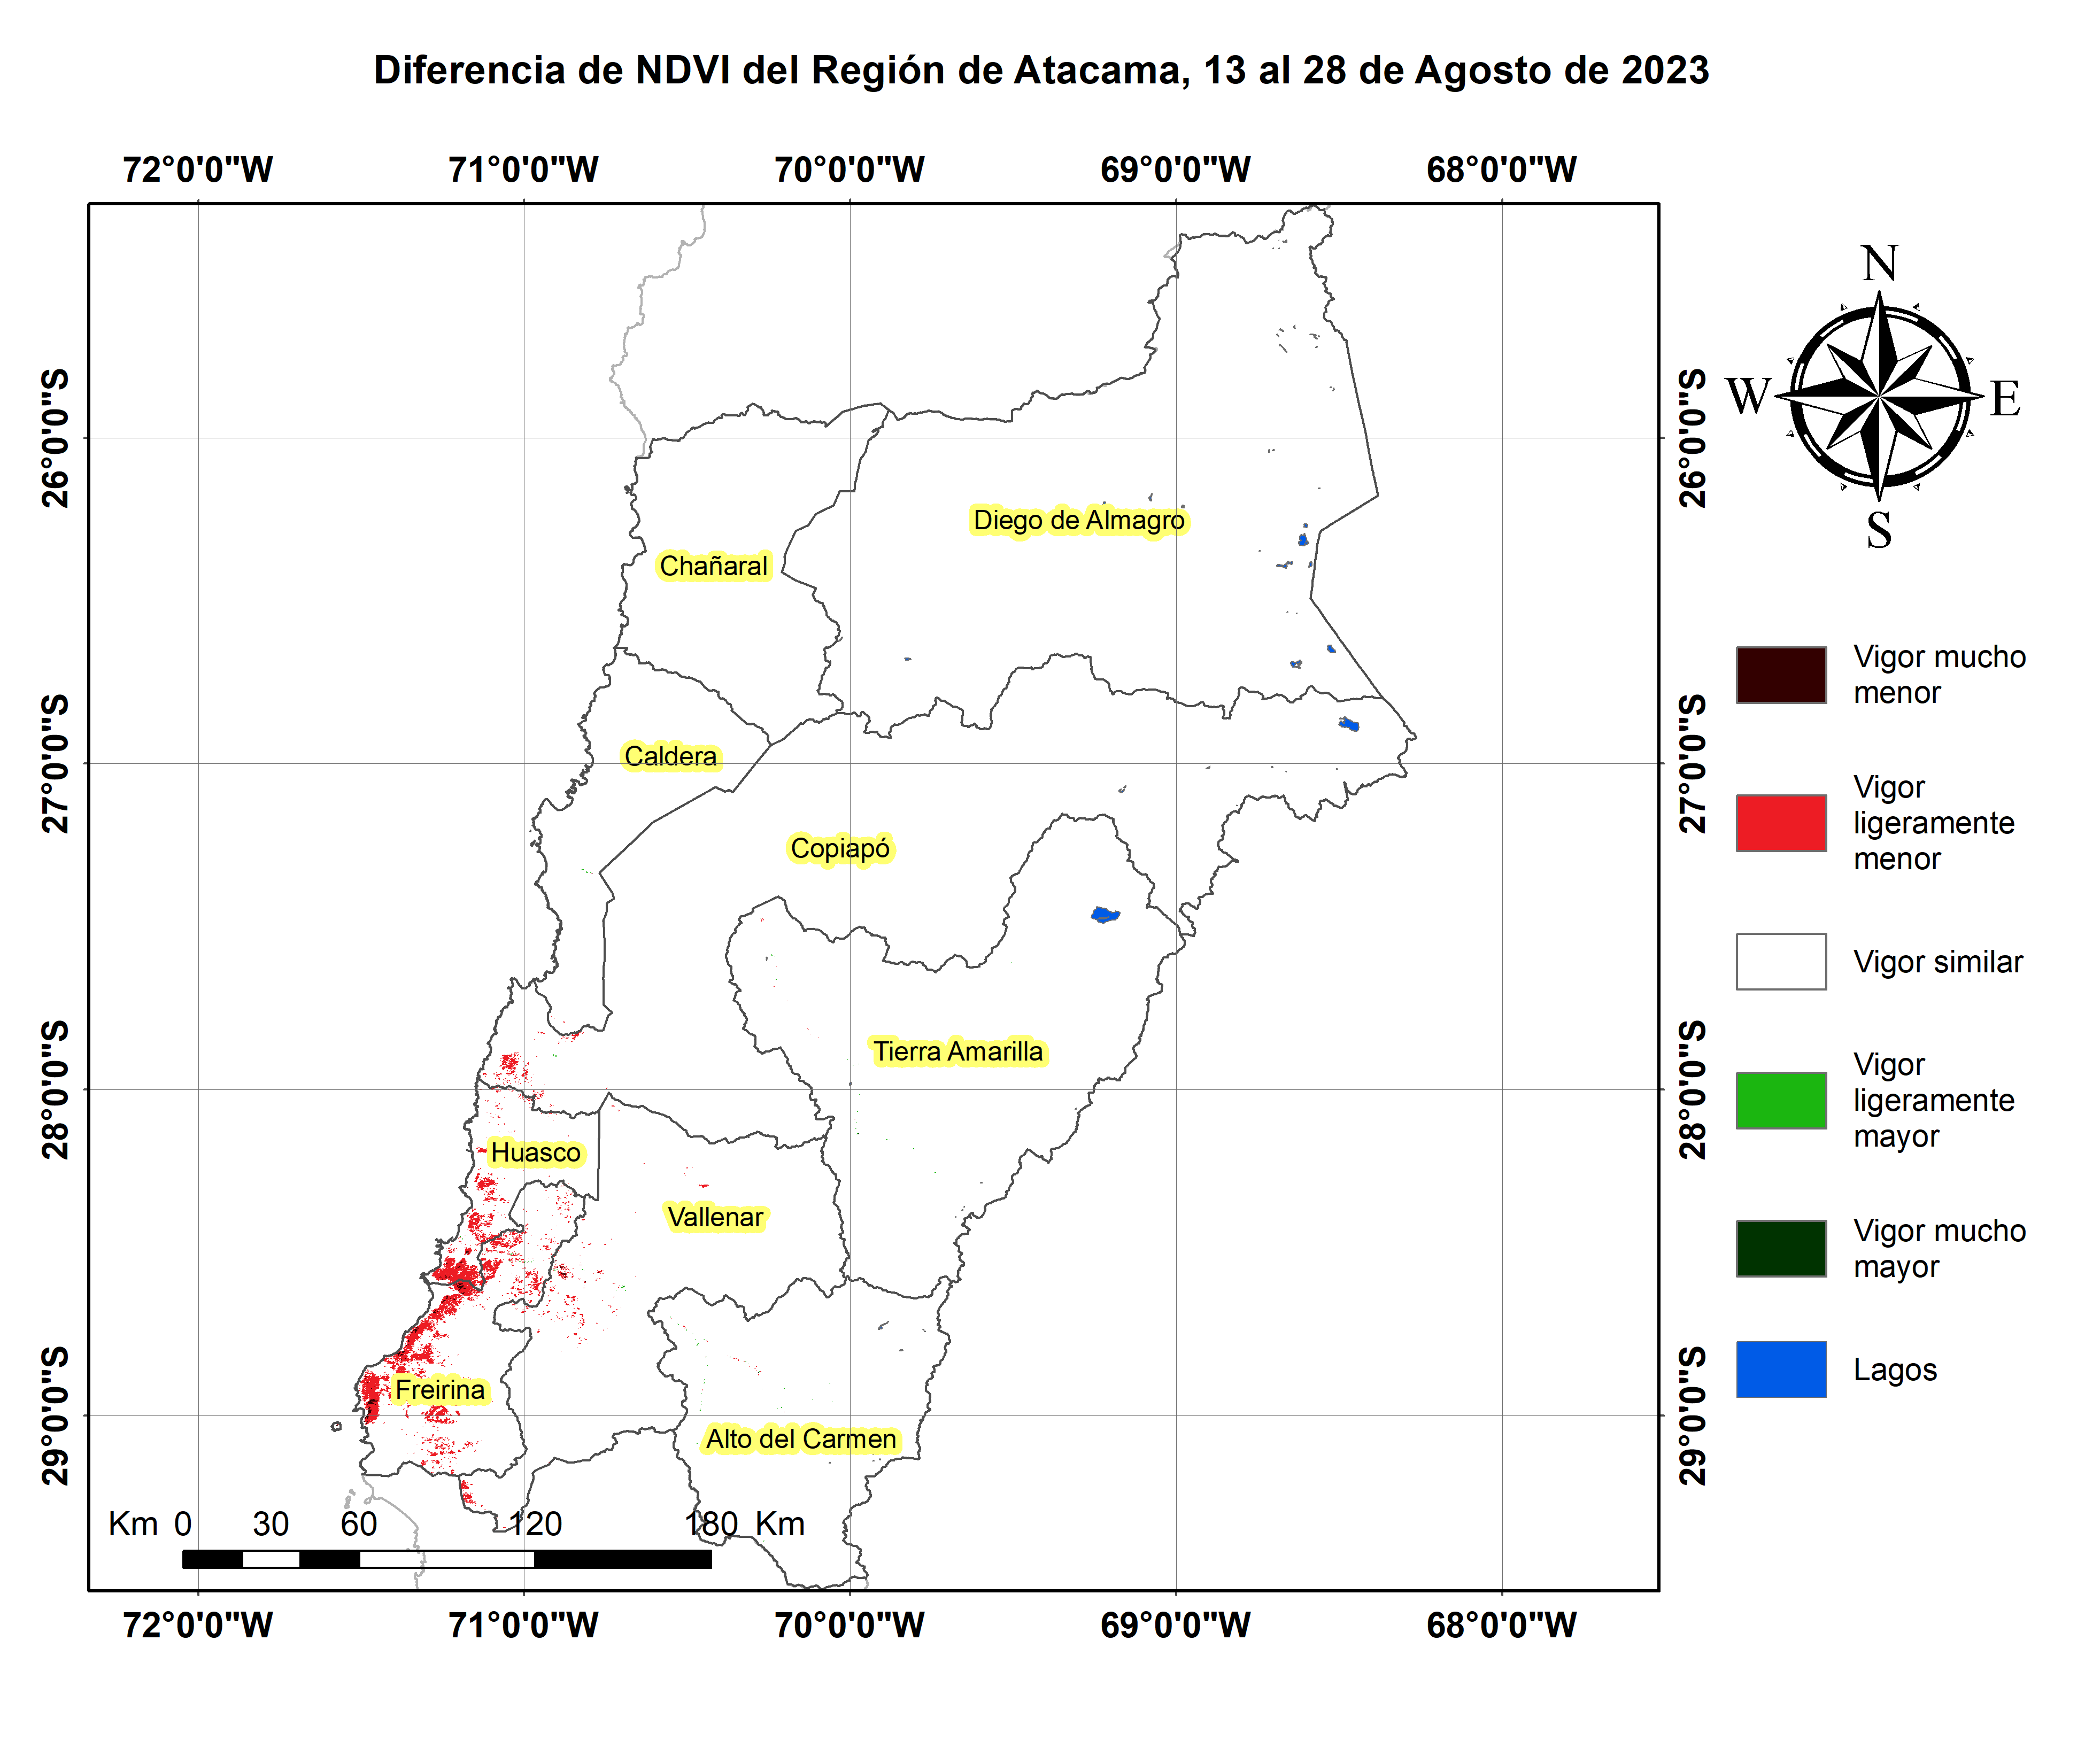 Diferencia de NDVI del Región de Atacama, 13 al 28 de Agosto de 2023
72°0'0"W 71°0'0"W 70°0'0"W 69°0'0"W 68°0'0"W
N
W E
S
26°0'0"S 26°0'0"S
Diego de Almagro
Chañaral
Vigor mucho
menor
27°0'0"S 27°0'0"S
Caldera
Vigor
ligeramente
menor
Copiapó
Vigor similar
28°0'0"S 28°0'0"S
Tierra Amarilla
Vigor
ligeramente
mayor
Huasco
Vallenar
Vigor mucho
mayor
29°0'0"S 29°0'0"S
Freirina
Lagos
Alto del Carmen
Km 0 30 60 120 180 Km
72°0'0"W 71°0'0"W 70°0'0"W 69°0'0"W 68°0'0"W